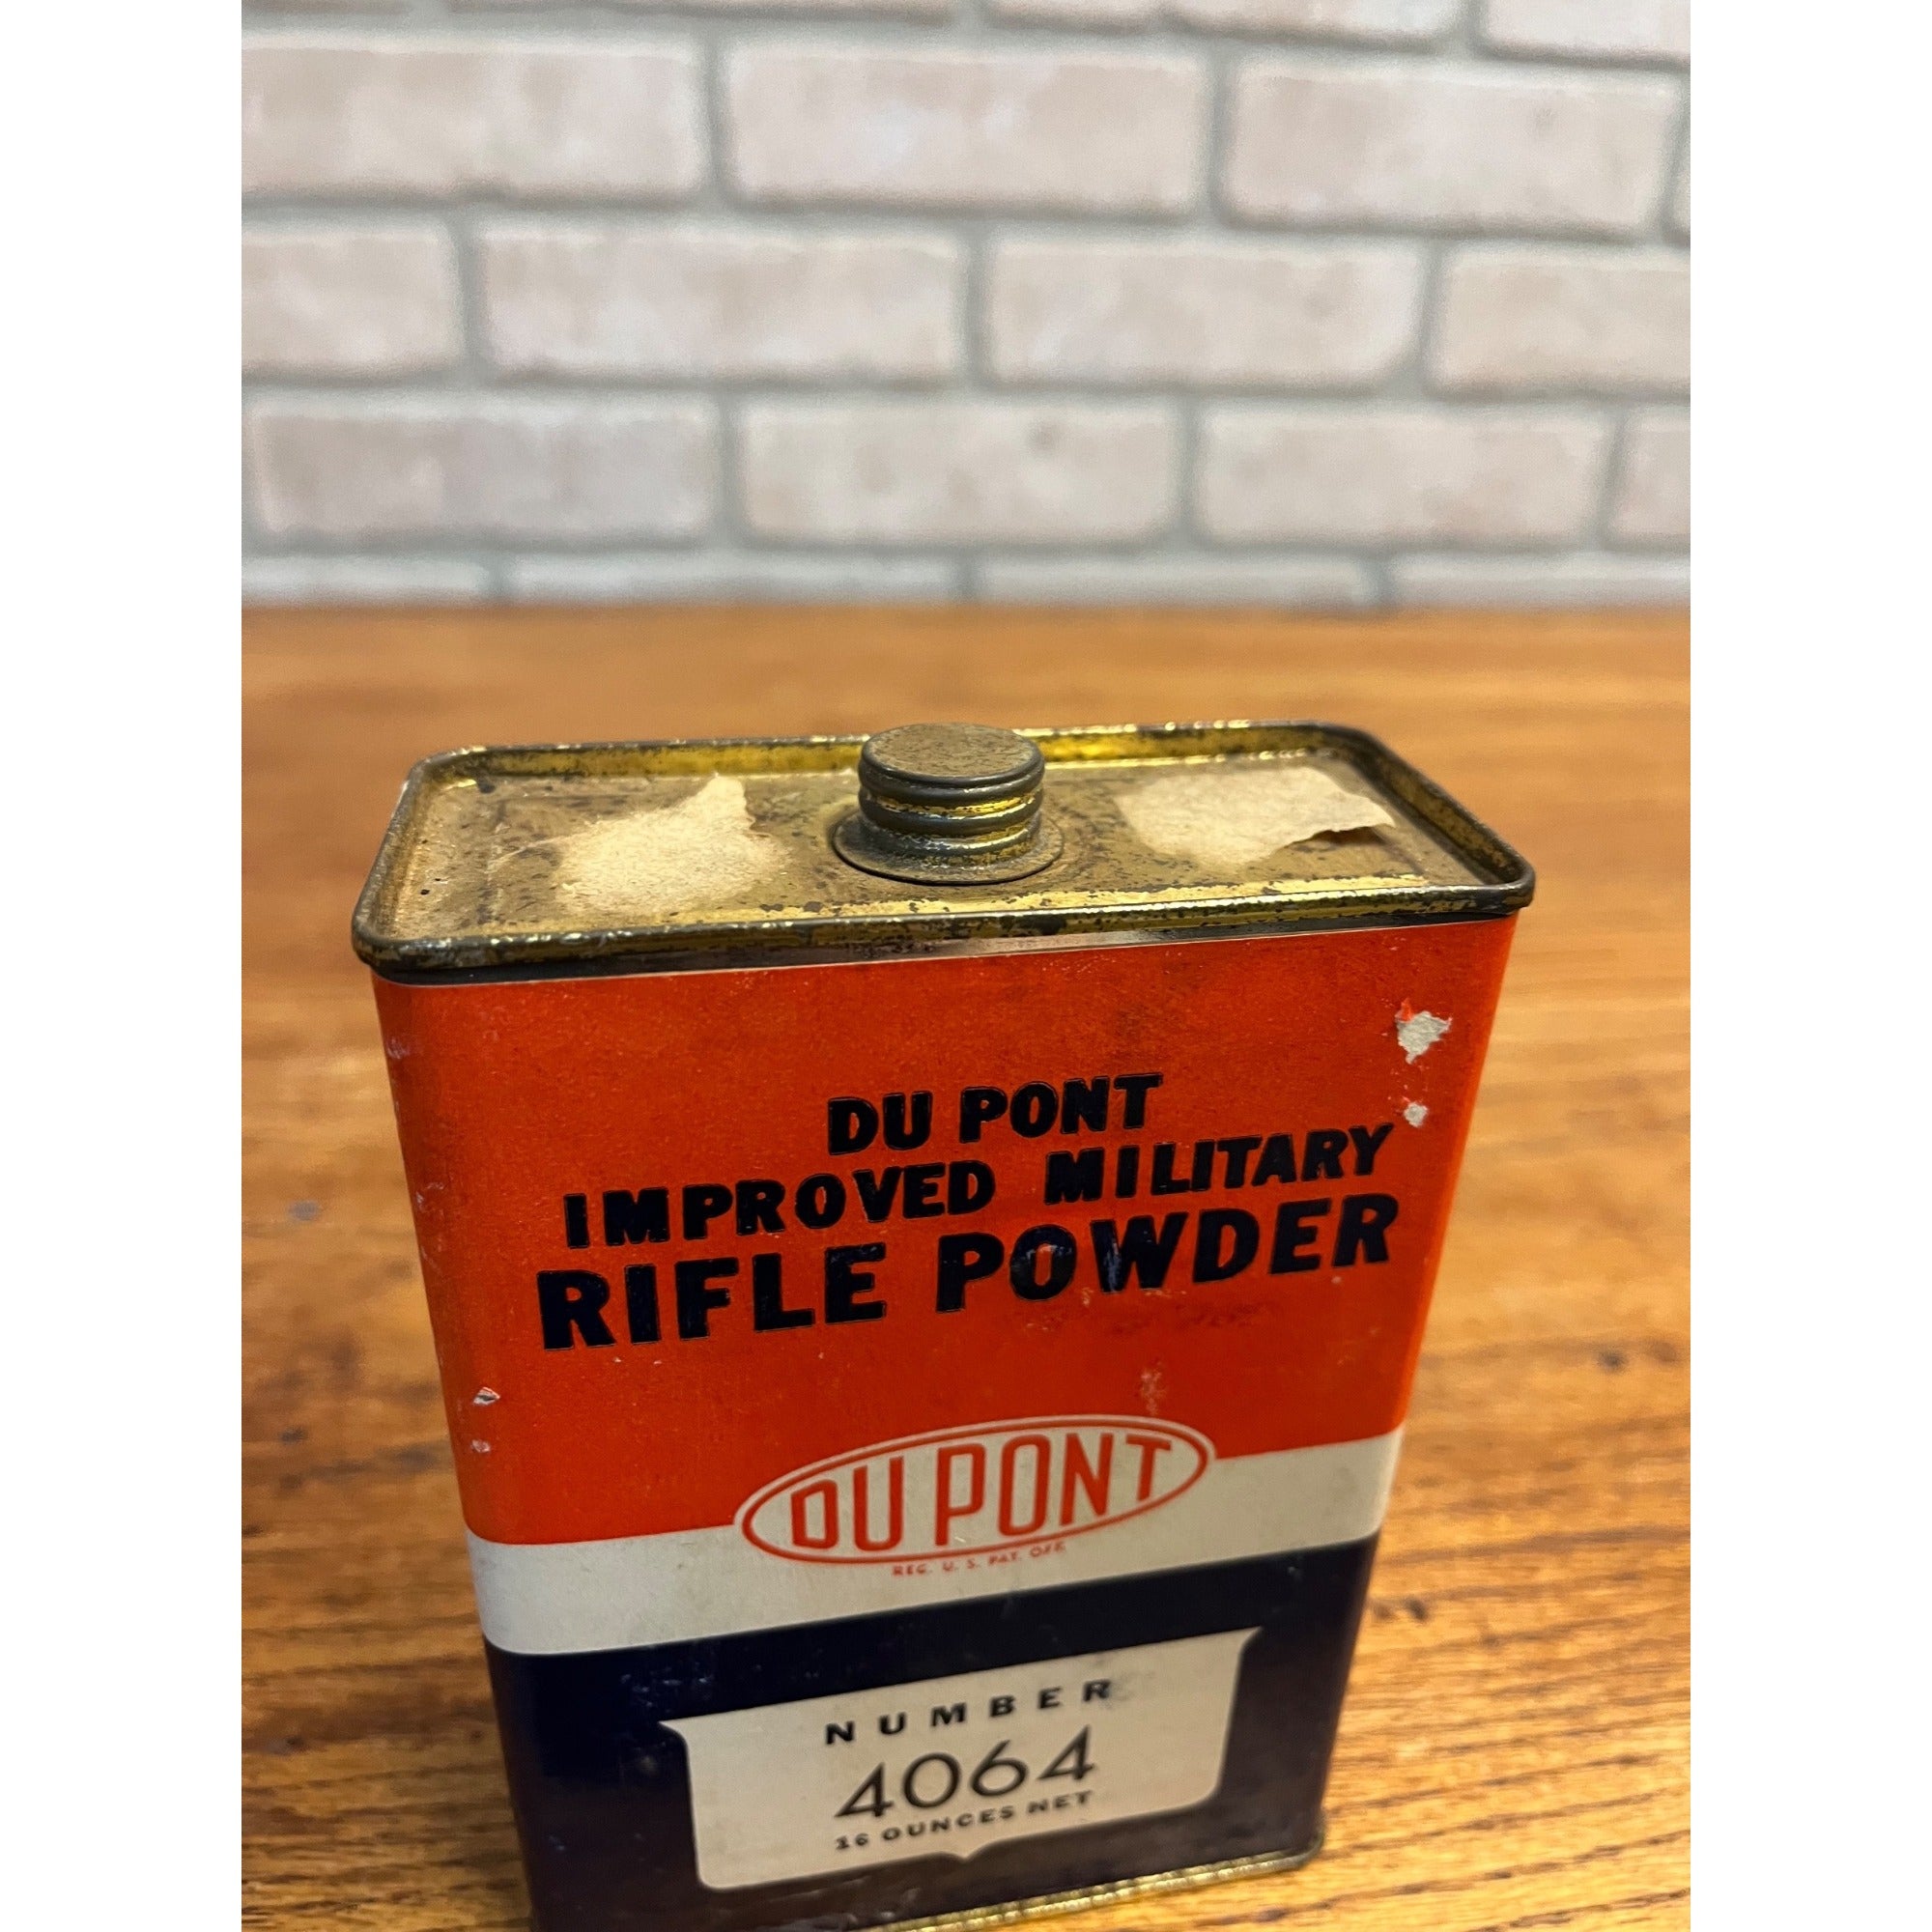 DU PONT
IMPROVED MILITARY
RIFLE POWDER
DU PONT
REG. U. S. PAT. OFF.
NUMBER
4064
16 OUNCES NET